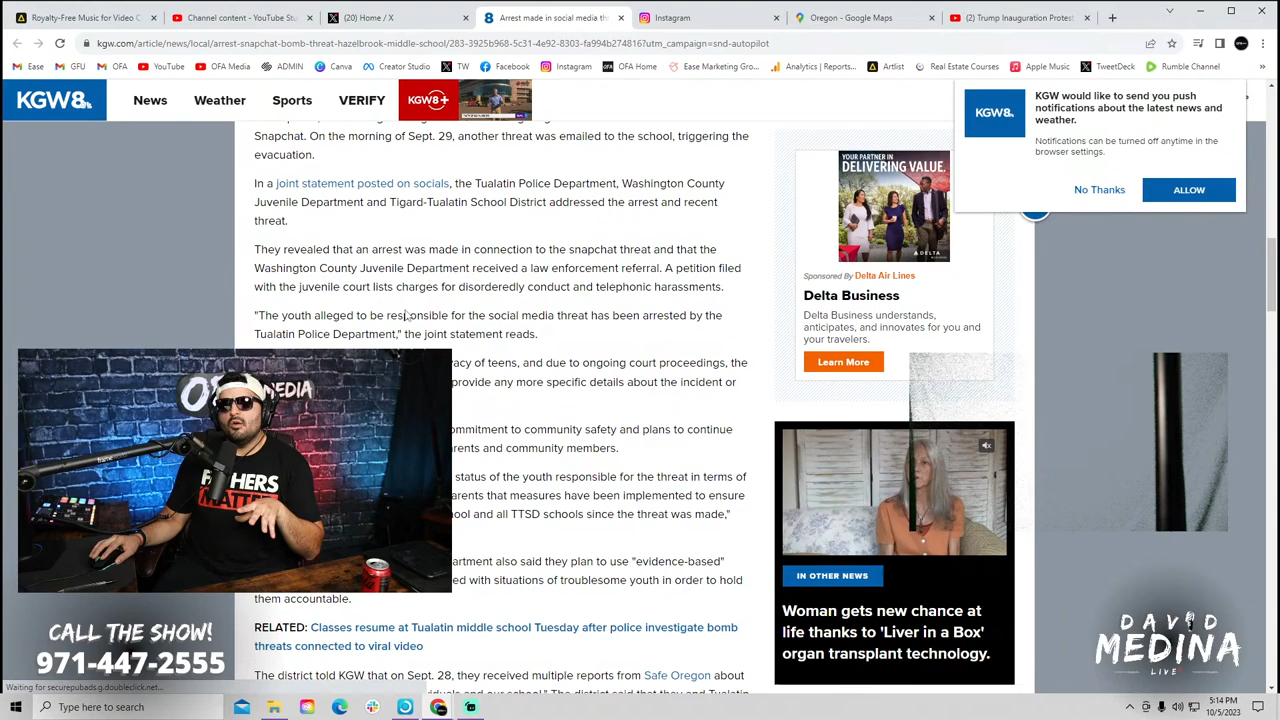 Royalty-Free Music for Video C
Channel content - YouTube Stu
(20) Home / X
Arrest made in social media th
Instagram
Oregon - Google Maps
(2) Trump Inauguration Protest
kgw.com/article/news/local/arrest-snapchat-bomb-threat-hazelbrook-middle-school/283-3925b968-5c31-4e92-8303-fa994b274816?utm_campaign=snd-autopilot
Ease
GFU
OFA
YouTube
OFA Media
ADMIN
Canva
Creator Studio
TW
Facebook
Instagram
OFA Home
Ease Marketing Gro...
Analytics | Reports...
Artlist
Real Estate Courses
Apple Music
TweetDeck
Rumble Channel
KGW8
News
Weather
Sports
VERIFY
KGW8+
KGW would like to send you push
notifications about the latest news and
weather.
Notifications can be turned off anytime in the
browser settings.
No Thanks
ALLOW
Snapchat. On the morning of Sept. 29, another threat was emailed to the school, triggering the
evacuation.
In a joint statement posted on socials, the Tualatin Police Department, Washington County
Juvenile Department and Tigard-Tualatin School District addressed the arrest and recent
threat.
They revealed that an arrest was made in connection to the snapchat threat and that the
Washington County Juvenile Department received a law enforcement referral. A petition filed
with the juvenile court lists charges for disorderedly conduct and telephonic harassments.
"The youth alleged to be responsible for the social media threat has been arrested by the
Tualatin Police Department," the joint statement reads.
acy of teens, and due to ongoing court proceedings, the
provide any more specific details about the incident or
ommitment to community safety and plans to continue
arents and community members.
status of the youth responsible for the threat in terms of
arents that measures have been implemented to ensure
ool and all TTSD schools since the threat was made,"
artment also said they plan to use "evidence-based"
ed with situations of troublesome youth in order to hold
them accountable.
RELATED: Classes resume at Tualatin middle school Tuesday after police investigate bomb
threats connected to viral video
The district told KGW that on Sept. 28, they received multiple reports from Safe Oregon about
YOUR PARTNER IN
DELIVERING VALUE.
DELTA
Sponsored By Delta Air Lines
Delta Business
Delta Business understands,
anticipates, and innovates for you and
your travelers.
Learn More
IN OTHER NEWS
Woman gets new chance at
life thanks to 'Liver in a Box'
organ transplant technology.
MEDIA
CALL THE SHOW!
971-447-2555
DAVID
MEDINA
LIVE
Waiting for securepubads.g.doubleclick.net...
Type here to search
5:14 PM
10/5/2023